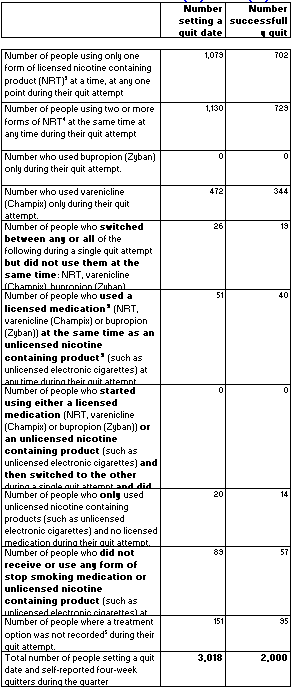 Number Number
setting a successfull
quit date y quit
Number of people using only one 1,079 702
form of licensed nicotine containing
product (NRT)³ at a time, at any one
point during their quit attempt
Number of people using two or more 1,130 729
forms of NRT⁴ at the same time at
any time during their quit attempt
Number who used bupropion (Zyban) 0 0
only during their quit attempt.
Number who used varenicline 472 344
(Champix) only during their quit
attempt.
Number of people who switched 26 19
between any or all of the
following during a single quit attempt
but did not use them at the
same time: NRT, varenicline
(Champix), bupropion (Zyban)
Number of people who used a 51 40
licensed medication (NRT,
varenicline (Champix) or bupropion
(Zyban)) at the same time as an
unlicensed nicotine
containing product (such as
unlicensed electronic cigarettes) at
any time during their quit attempt
Number of people who started 0 0
using either a licensed
medication (NRT, varenicline
(Champix) or bupropion (Zyban)) or
an unlicensed nicotine
containing product (such as
unlicensed electronic cigarettes) and
then switched to the other
during a single quit attempt and did
Number of people who only used 20 14
unlicensed nicotine containing
products (such as unlicensed
electronic cigarettes) and no licensed
medication during their quit attempt.
Number of people who did not 89 57
receive or use any form of
stop smoking medication or
unlicensed nicotine
containing product (such as
unlicensed electronic cigarettes) at
Number of people where a treatment 151 95
option was not recorded⁵ during their
quit attempt.
Total number of people setting a quit 3,018 2,000
date and self-reported four-week
quitters during the quarter